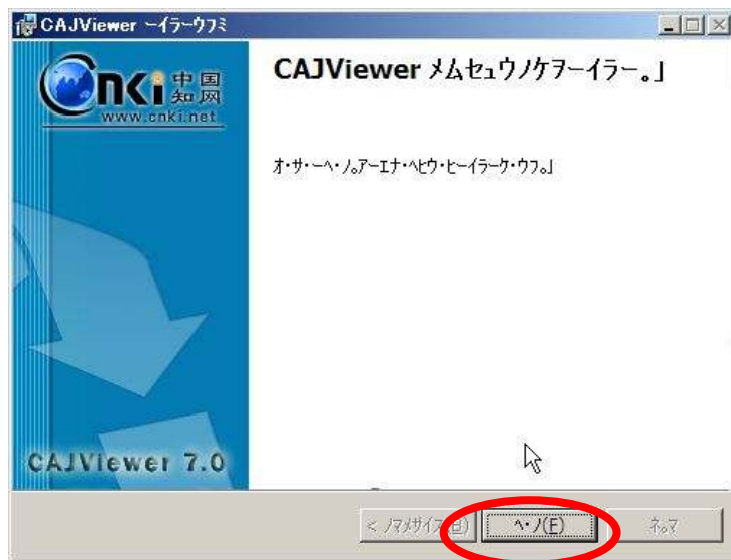 CAJViewer ーイラーウフミ
Cnki 中国知网
www.cnki.net
CAJViewer メムセュウノケヲーイラー。」
オ・サ・ーヘ・ノ。アーエナ・ヘヒウ・ヒーイラーケ・ウフ。」
CAJViewer 7.0
ヘ・ノ(F)
ネ。マ